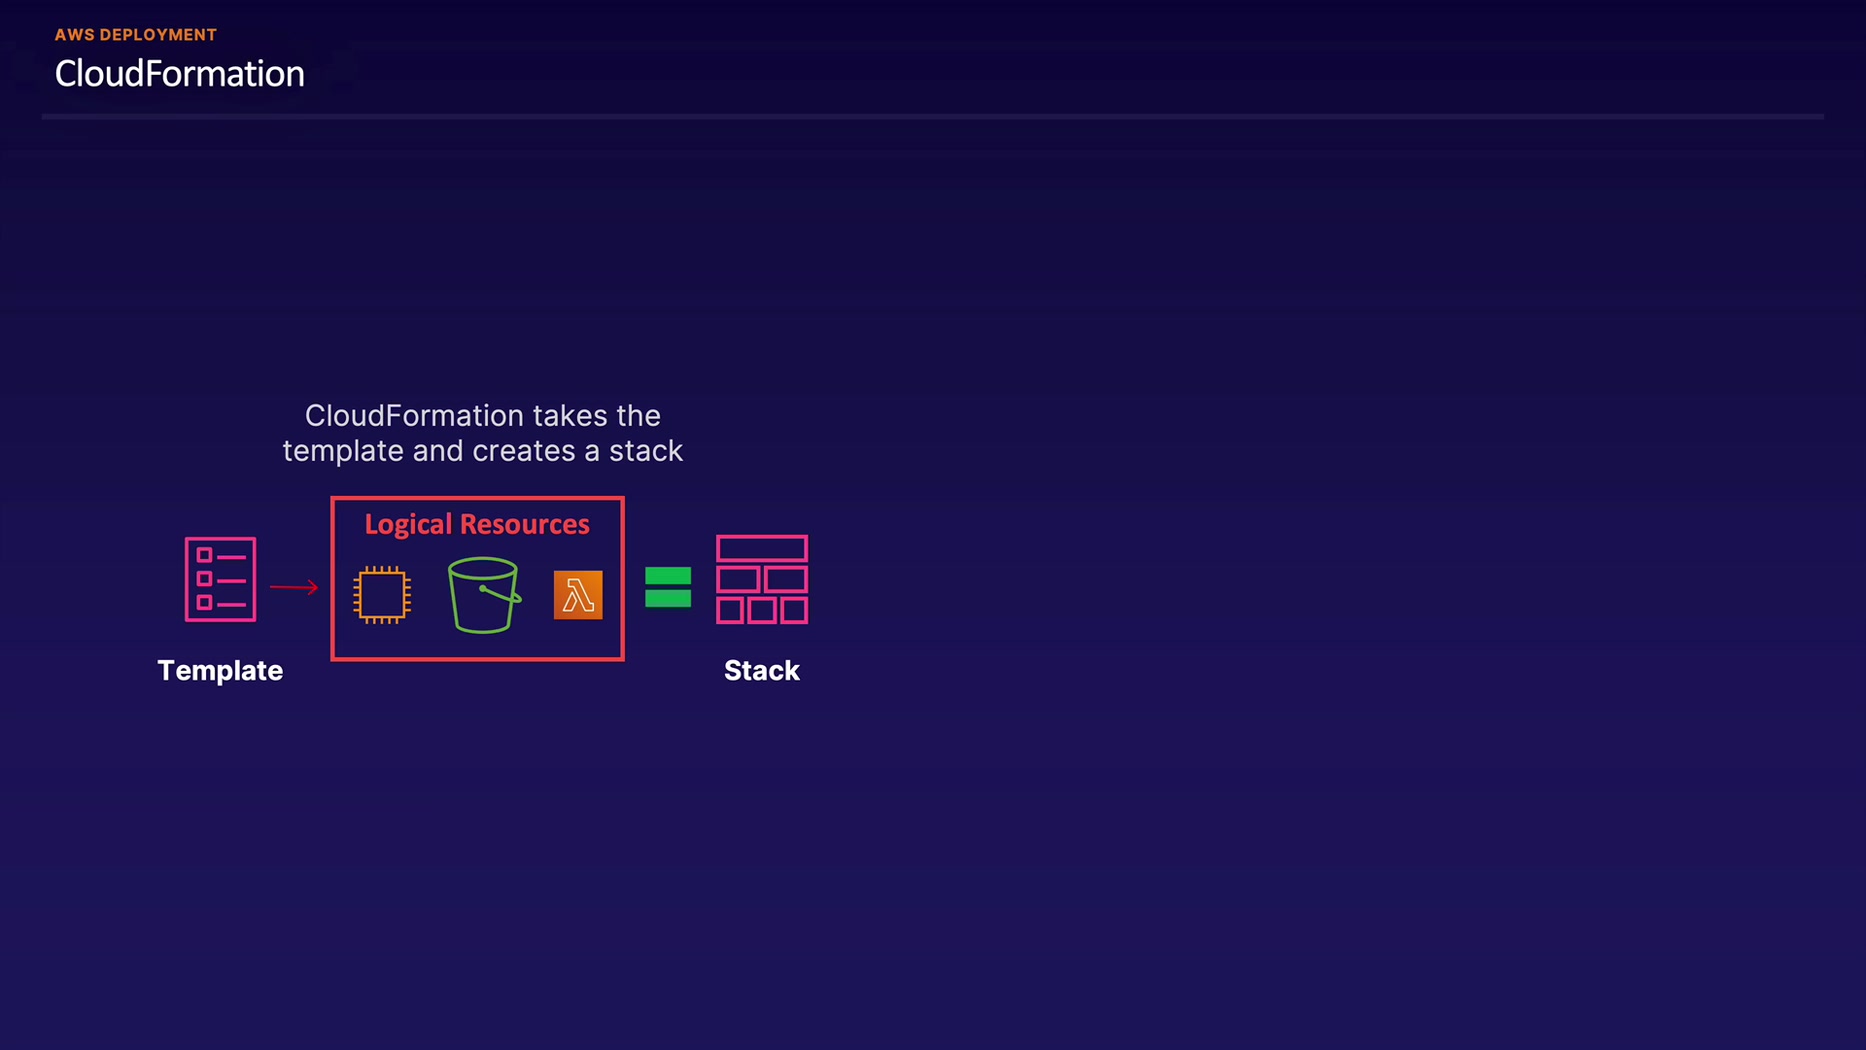 AWS DEPLOYMENT
CloudFormation
CloudFormation takes the
template and creates a stack
Logical Resources
Template
Stack